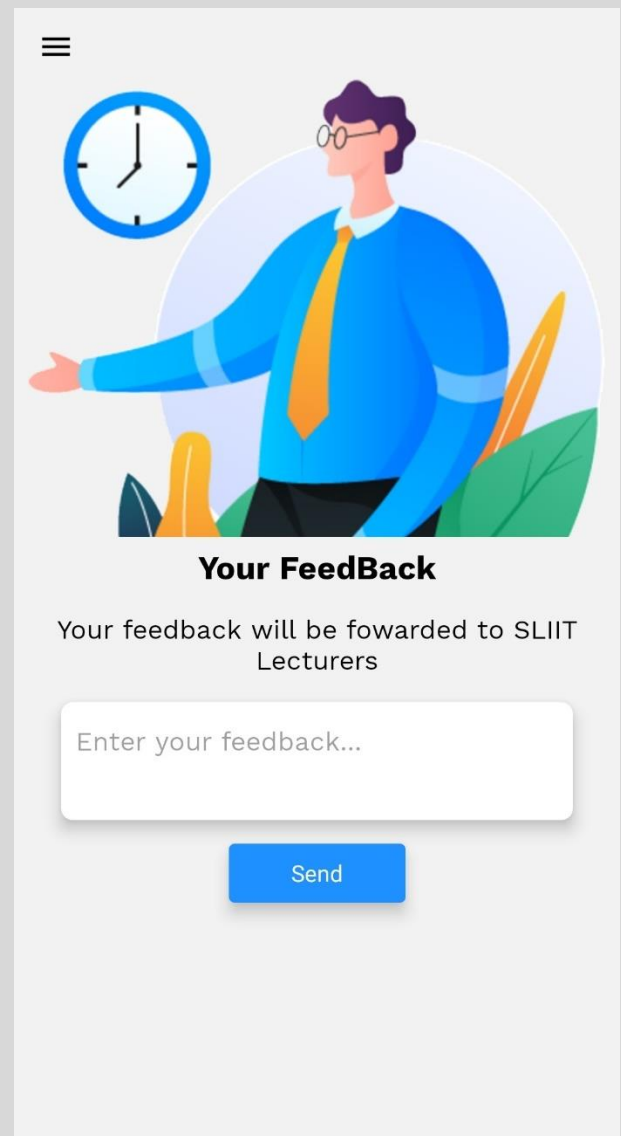 Your FeedBack
Your feedback will be fowarded to SLIIT
Lecturers
Enter your feedback...
Send